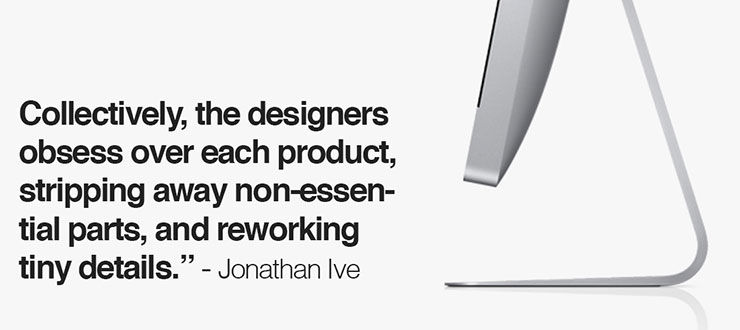 Collectively, the designers
obsess over each product,
stripping away non-essen-
tial parts, and reworking
tiny details.” - Jonathan Ive